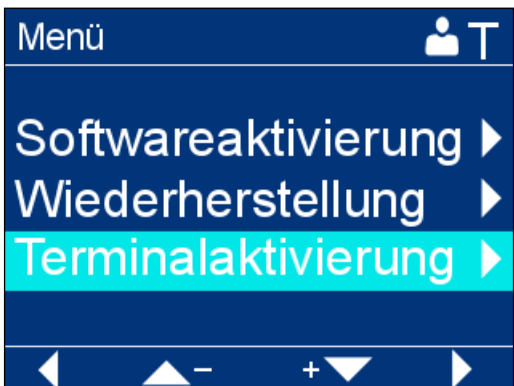 Menü T
Softwareaktivierung
Wiederherstellung
Terminalaktivierung
- +